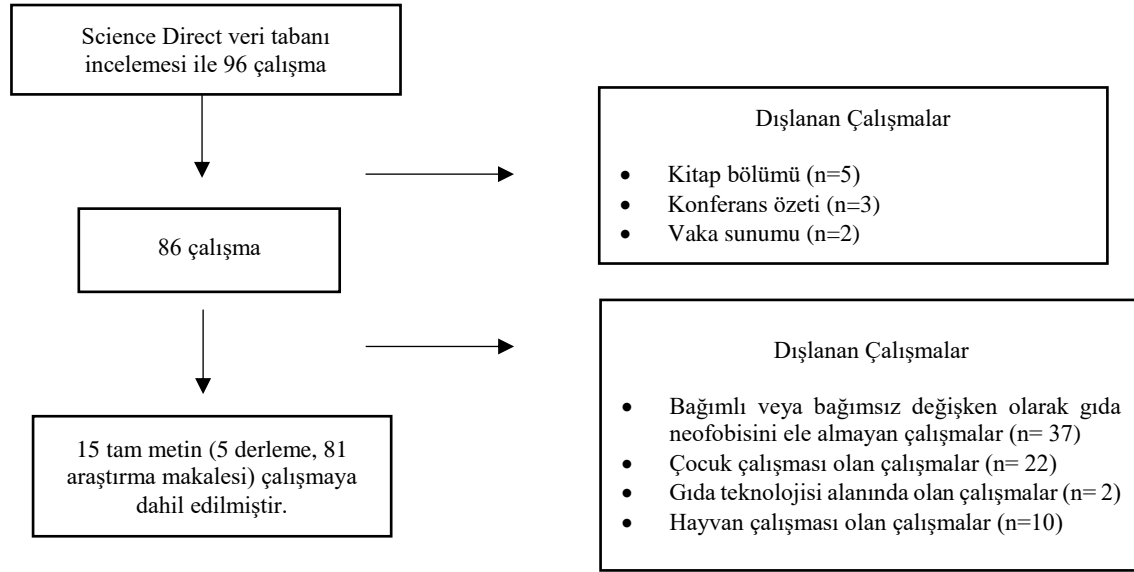 Science Direct veri tabanı
incelemesi ile 96 çalışma
Dışlanan Çalışmalar
• Kitap bölümü (n=5)
• Konferans özeti (n=3)
• Vaka sunumu (n=2)
86 çalışma
Dışlanan Çalışmalar
• Bağımlı veya bağımsız değişken olarak gıda
neofobisini ele almayan çalışmalar (n= 37)
• Çocuk çalışması olan çalışmalar (n= 22)
• Gıda teknolojisi alanında olan çalışmalar (n= 2)
• Hayvan çalışması olan çalışmalar (n=10)
15 tam metin (5 derleme, 81
araştırma makalesi) çalışmaya
dahil edilmiştir.